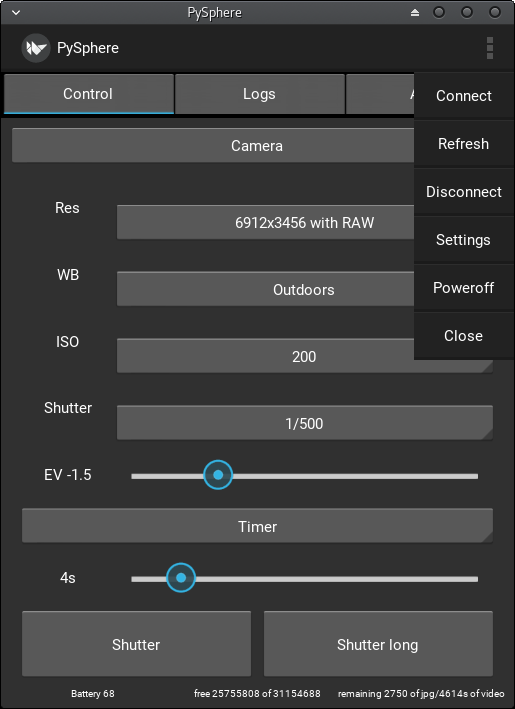 PySphere
PySphere
Control
Logs
A
Connect
Refresh
Disconnect
Settings
Poweroff
Close
Camera
Res
6912x3456 with RAW
WB
Outdoors
ISO
200
Shutter
1/500
EV -1.5
Timer
4s
Shutter
Shutter long
Battery 68
free 25755808 of 31154688
remaining 2750 of jpg/4614s of video